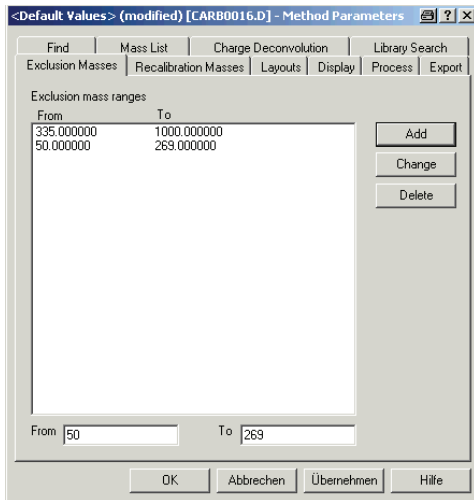 <Default Values> (modified) [CARB0016.D] - Method Parameters
Find Mass List Charge Deconvolution Library Search
Exclusion Masses Recalibration Masses Layouts Display Process Export
Exclusion mass ranges
From To
335.000000 1000.000000
50.000000 269.000000
Add
Change
Delete
From 50 To 269
OK Abbrechen Übernehmen Hilfe